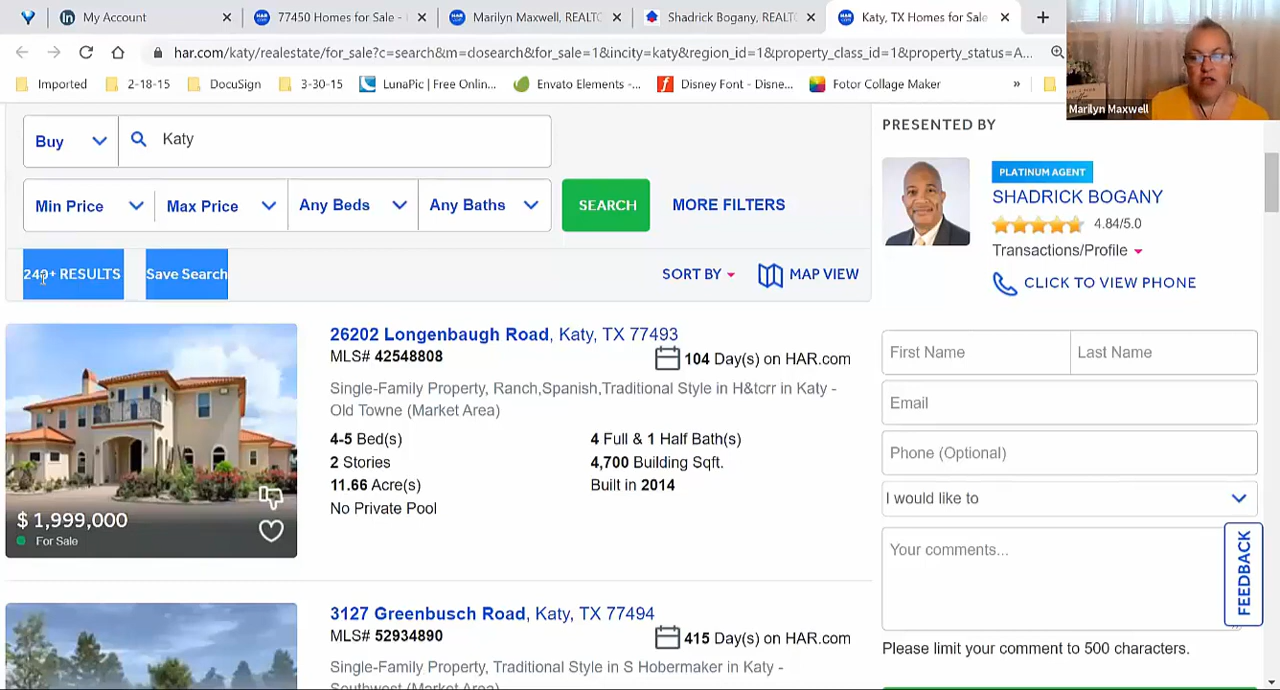 My Account
77450 Homes for Sale -
Marilyn Maxwell, REALTO
Shadrick Bogany, REALT
Katy, TX Homes for Sale
har.com/katy/realestate/for_sale?c=search&m=dosearch&for_sale=1&incity=katy&region_id=1&property_class_id=1&property_status=A...
Imported
2-18-15
DocuSign
3-30-15
LunaPic | Free Onlin...
Envato Elements -...
Disney Font - Disne...
Fotor Collage Maker
»
Marilyn Maxwell
Buy
Katy
Min Price
Max Price
Any Beds
Any Baths
SEARCH
MORE FILTERS
240+ RESULTS
Save Search
SORT BY
MAP VIEW
$ 1,999,000
For Sale
26202 Longenbaugh Road, Katy, TX 77493
MLS# 42548808
104 Day(s) on HAR.com
Single-Family Property, Ranch,Spanish,Traditional Style in H&tcrr in Katy -
Old Towne (Market Area)
4-5 Bed(s)
4 Full & 1 Half Bath(s)
2 Stories
4,700 Building Sqft.
11.66 Acre(s)
Built in 2014
No Private Pool
3127 Greenbusch Road, Katy, TX 77494
MLS# 52934890
415 Day(s) on HAR.com
Single-Family Property, Traditional Style in S Hobermaker in Katy -
Southwest (Market Area)
PRESENTED BY
PLATINUM AGENT
SHADRICK BOGANY
4.84/5.0
Transactions/Profile
CLICK TO VIEW PHONE
First Name
Last Name
Email
Phone (Optional)
I would like to
Your comments...
FEEDBACK
Please limit your comment to 500 characters.